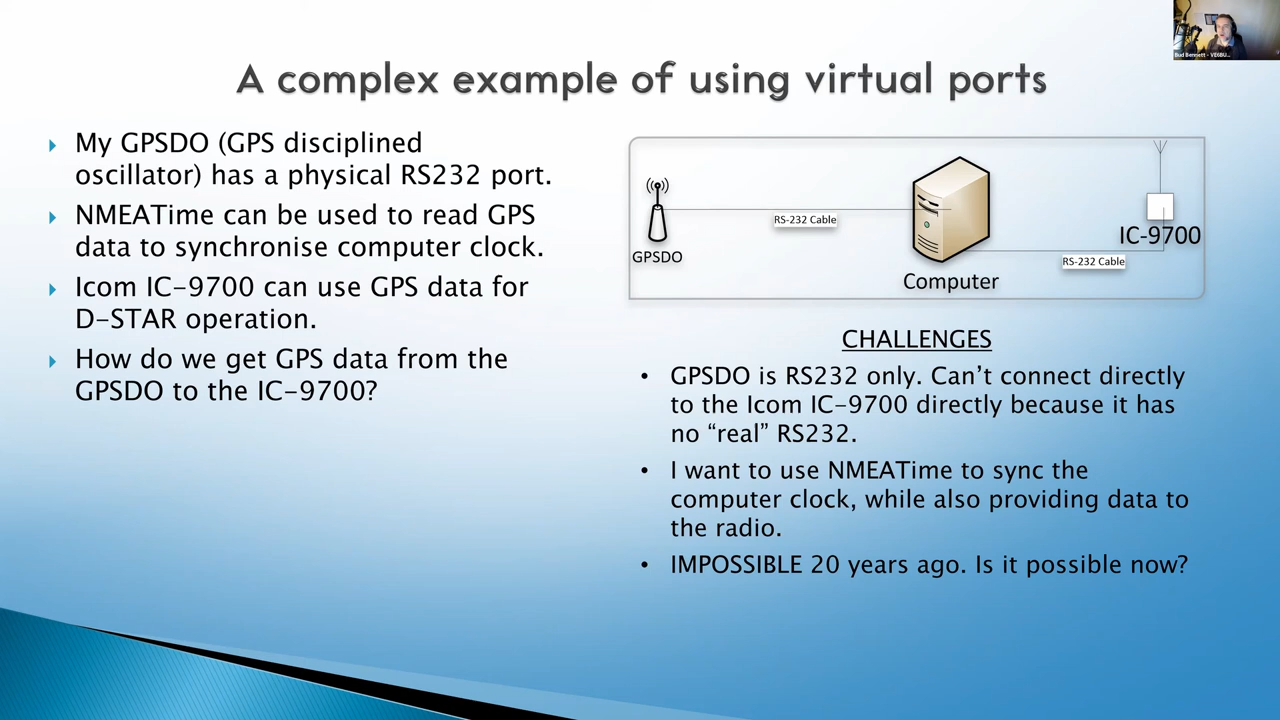 A complex example of using virtual ports
My GPSDO (GPS disciplined
oscillator) has a physical RS232 port.
NMEATime can be used to read GPS
data to synchronise computer clock.
Icom IC-9700 can use GPS data for
D-STAR operation.
How do we get GPS data from the
GPSDO to the IC-9700?
RS-232 Cable
GPSDO
Computer
IC-9700
RS-232 Cable
CHALLENGES
• GPSDO is RS232 only. Can't connect directly
to the Icom IC-9700 directly because it has
no “real” RS232.
• I want to use NMEATime to sync the
computer clock, while also providing data to
the radio.
• IMPOSSIBLE 20 years ago. Is it possible now?
Bud Bennett -